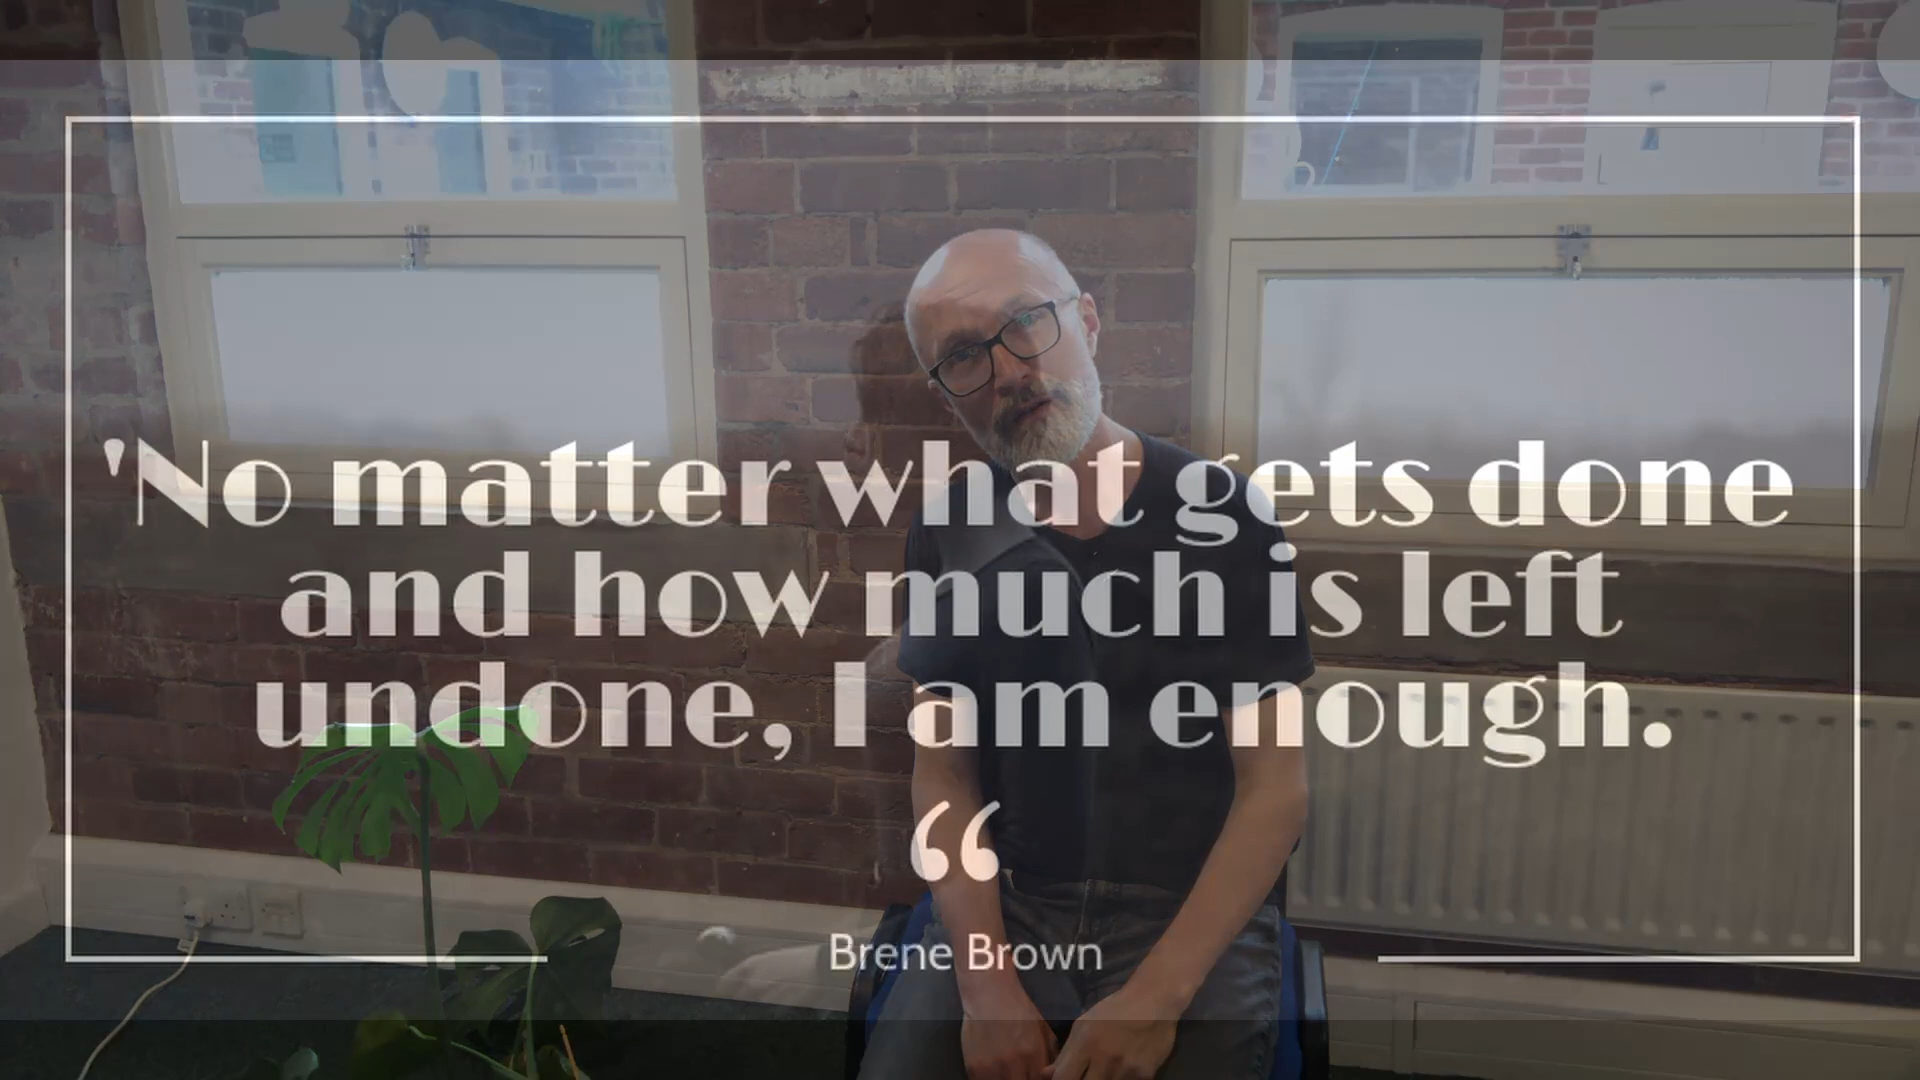 'No matter what gets done
and how much is left
undone, I am enough.
“
Brene Brown